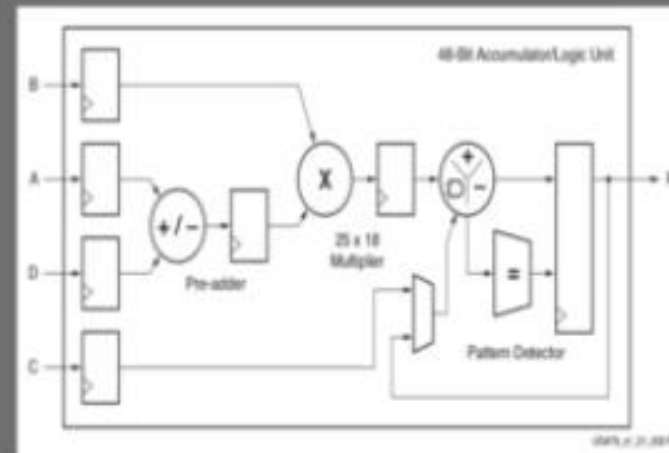 48-Bit Accumulator/Logic Unit
B
A
D
C
+/-
Pre-adder
X
25 x 18
Multiplier
+
-
=
Pattern Detector